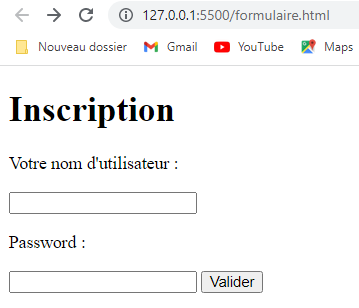 127.0.0.1:5500/formulaire.html
Nouveau dossier Gmail YouTube Maps
Inscription
Votre nom d'utilisateur :
Password :
Valider